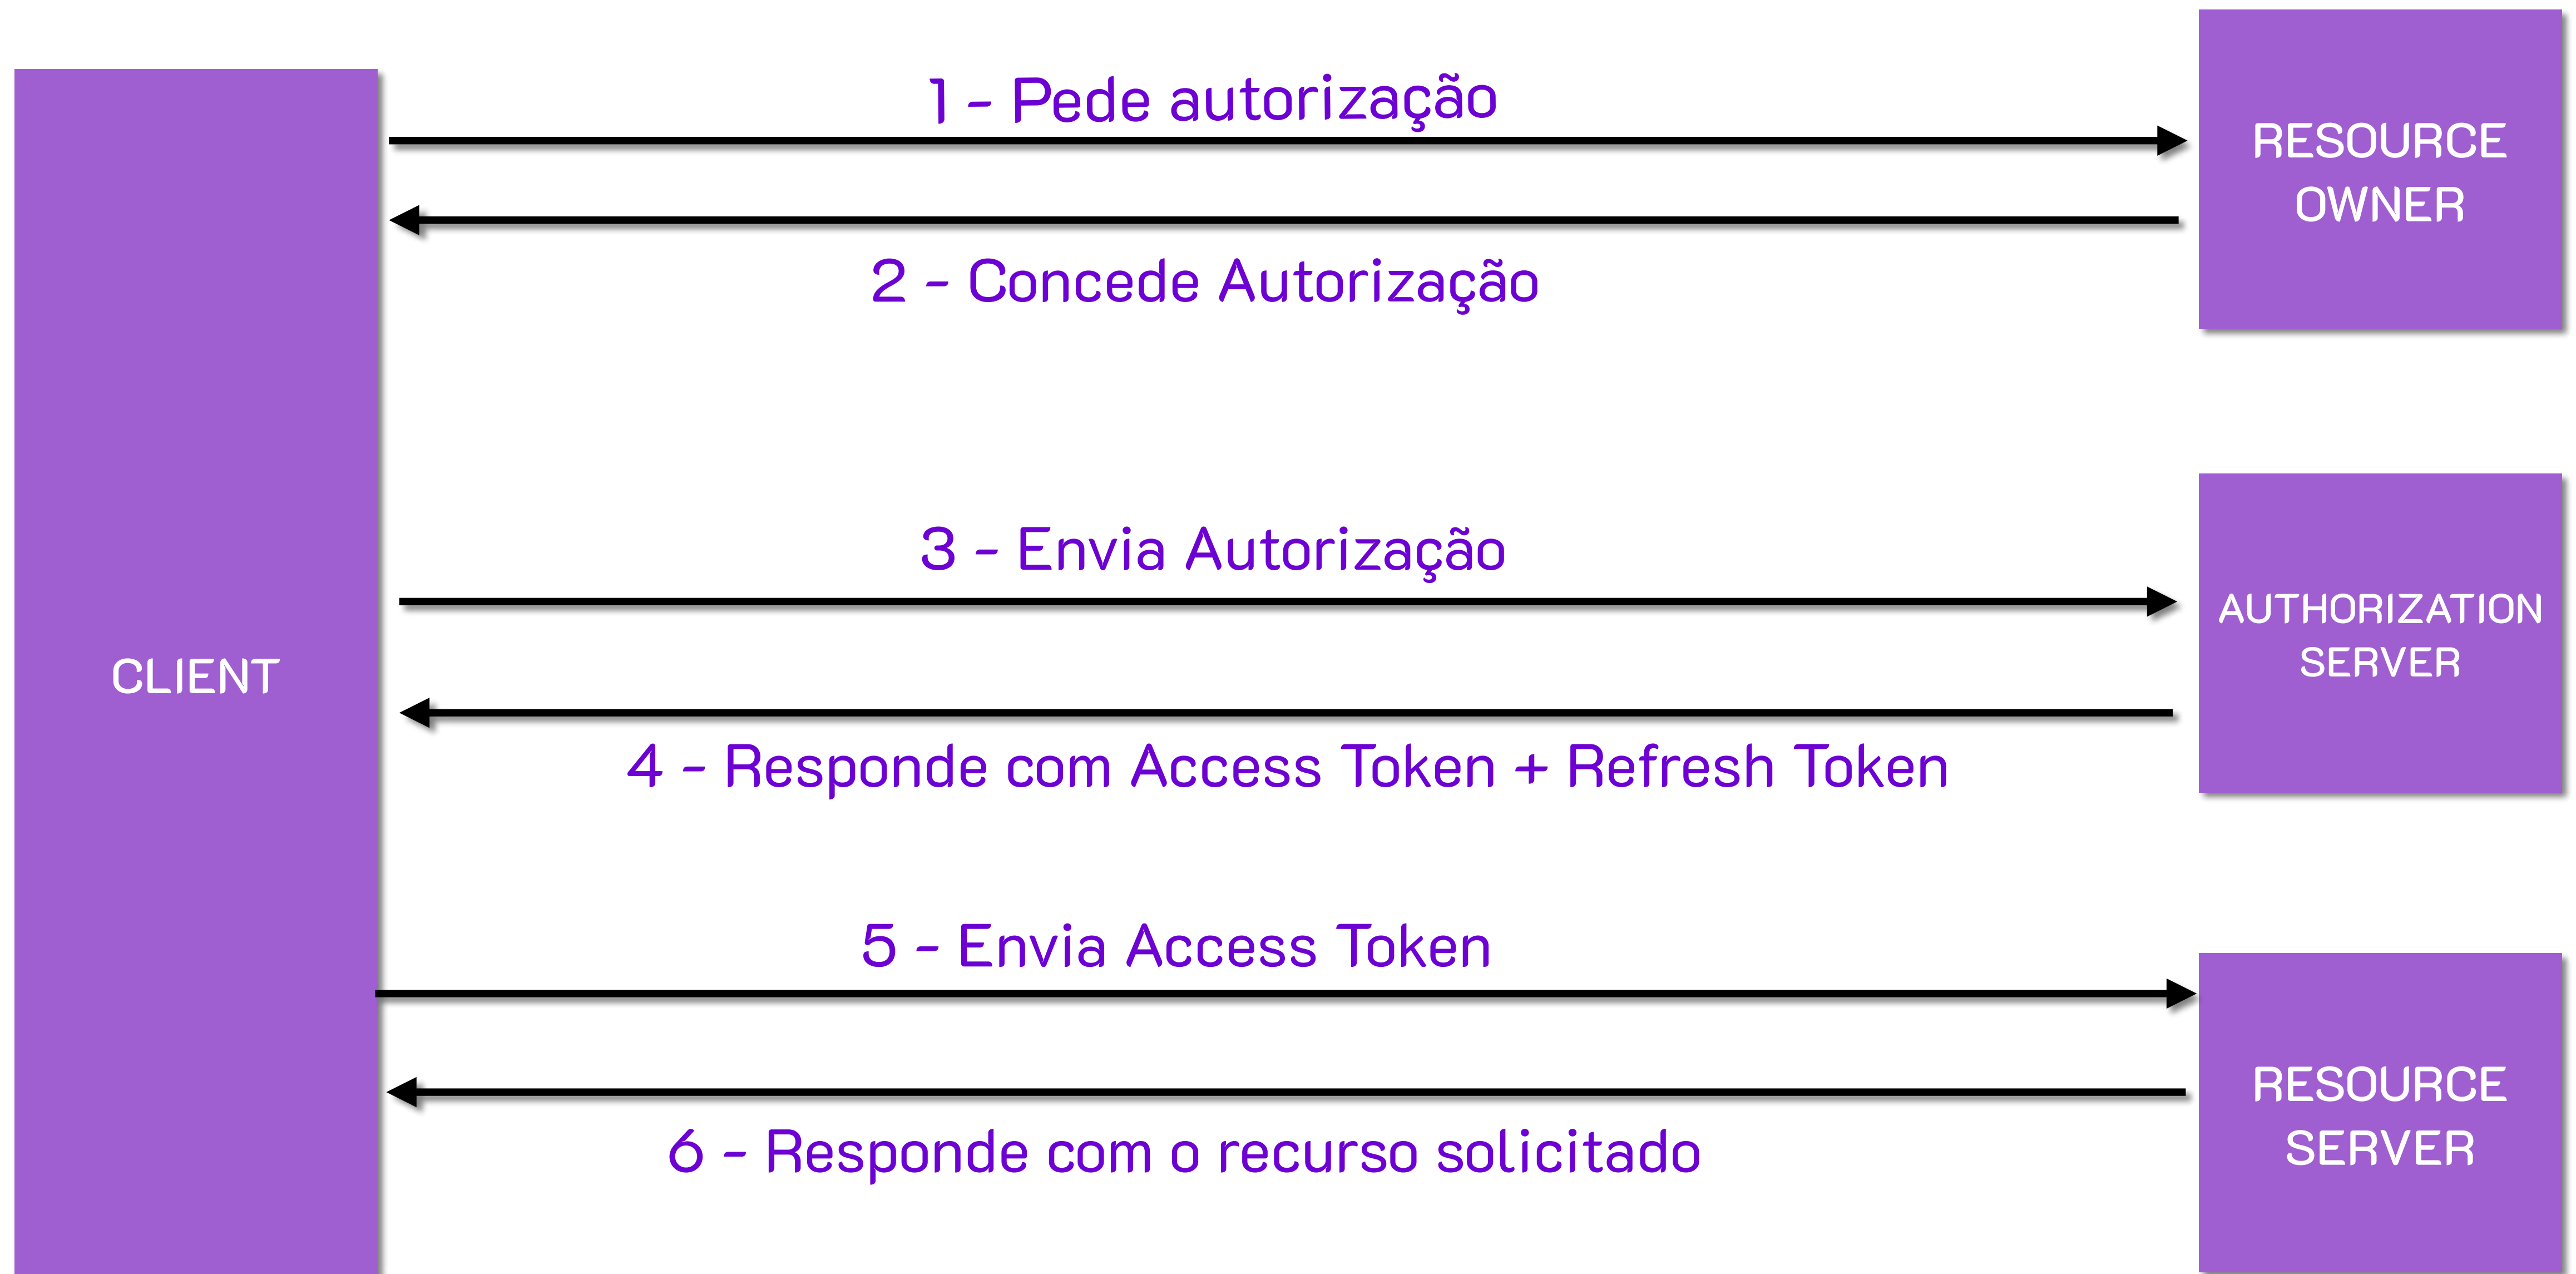 1 - Pede autorização
RESOURCE
OWNER
2 - Concede Autorização
3 - Envia Autorização
AUTHORIZATION
SERVER
CLIENT
4 - Responde com Access Token + Refresh Token
5 - Envia Access Token
RESOURCE
SERVER
6 - Responde com o recurso solicitado